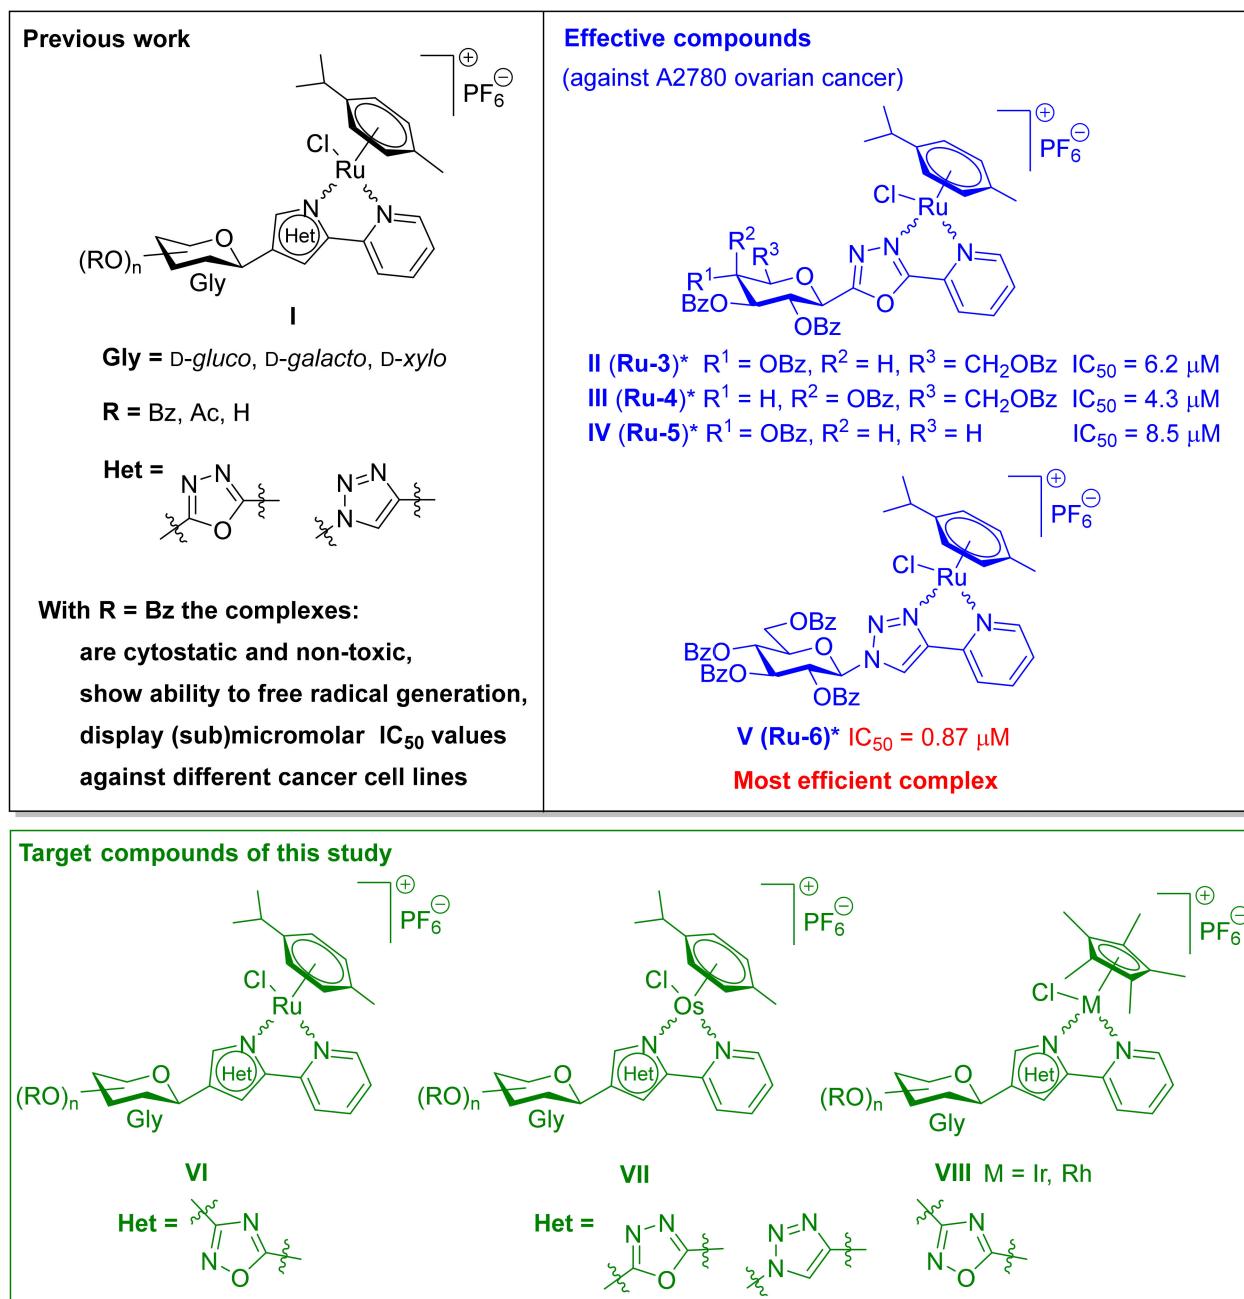 Previous work
⊕
PF6⊖
Cl
Ru
N
N
Het
O
(RO)n
Gly
I
Gly = D-gluco, D-galacto, D-xylo
R = Bz, Ac, H
Het =
N N
O
N N
N
With R = Bz the complexes:
are cytostatic and non-toxic,
show ability to free radical generation,
display (sub)micromolar IC50 values
against different cancer cell lines
Effective compounds
(against A2780 ovarian cancer)
⊕
PF6⊖
Cl
Ru
R2
R3
N N
N
R1
O
BzO
O
OBz
II (Ru-3)* R1 = OBz, R2 = H, R3 = CH2OBz IC50 = 6.2 μM
III (Ru-4)* R1 = H, R2 = OBz, R3 = CH2OBz IC50 = 4.3 μM
IV (Ru-5)* R1 = OBz, R2 = H, R3 = H IC50 = 8.5 μM
⊕
PF6⊖
Cl
Ru
OBz
N=N
N
BzO
O
N
BzO
OBz
V (Ru-6)* IC50 = 0.87 μM
Most efficient complex
Target compounds of this study
⊕
PF6⊖
Cl
Ru
N
N
Het
O
(RO)n
Gly
VI
Het =
N
N
O
⊕
PF6⊖
Cl
Os
N
N
Het
O
(RO)n
Gly
VII
Het =
N N
O
N N
N
⊕
PF6⊖
Cl
M
N
N
Het
O
(RO)n
Gly
VIII M = Ir, Rh
N
N
O